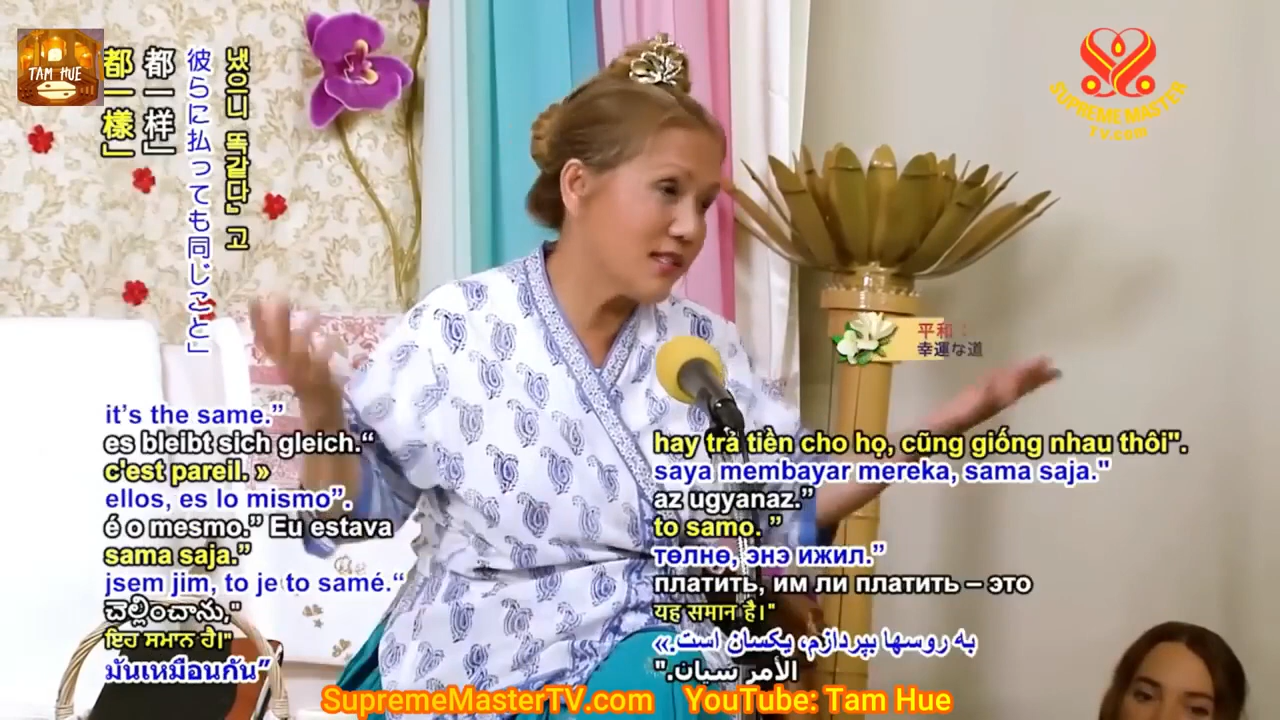 TAM HUE
냈으니 똑같다」고
彼らに払っても同じこと」
都一样」
都一樣」
SUPREME MASTER
TV.com
平和：
幸運な道
it's the same.”
es bleibt sich gleich.“
c'est pareil. »
ellos, es lo mismo”.
é o mesmo.” Eu estava
sama saja.”
jsem jim, to je to samé.“
చెల్లించాను."
ਇਹ ਸਮਾਨ ਹੈ।"
มันเหมือนกัน”
hay trả tiền cho họ, cũng giống nhau thôi".
saya membayar mereka, sama saja."
az ugyanaz.”
to samo. ”
төлнө, энэ ижил.”
платить, им ли платить – это
यह समान है।"
به روسها بپردازم، یکسان است.»
الأمر سيان."
SupremeMasterTV.com YouTube: Tam Hue